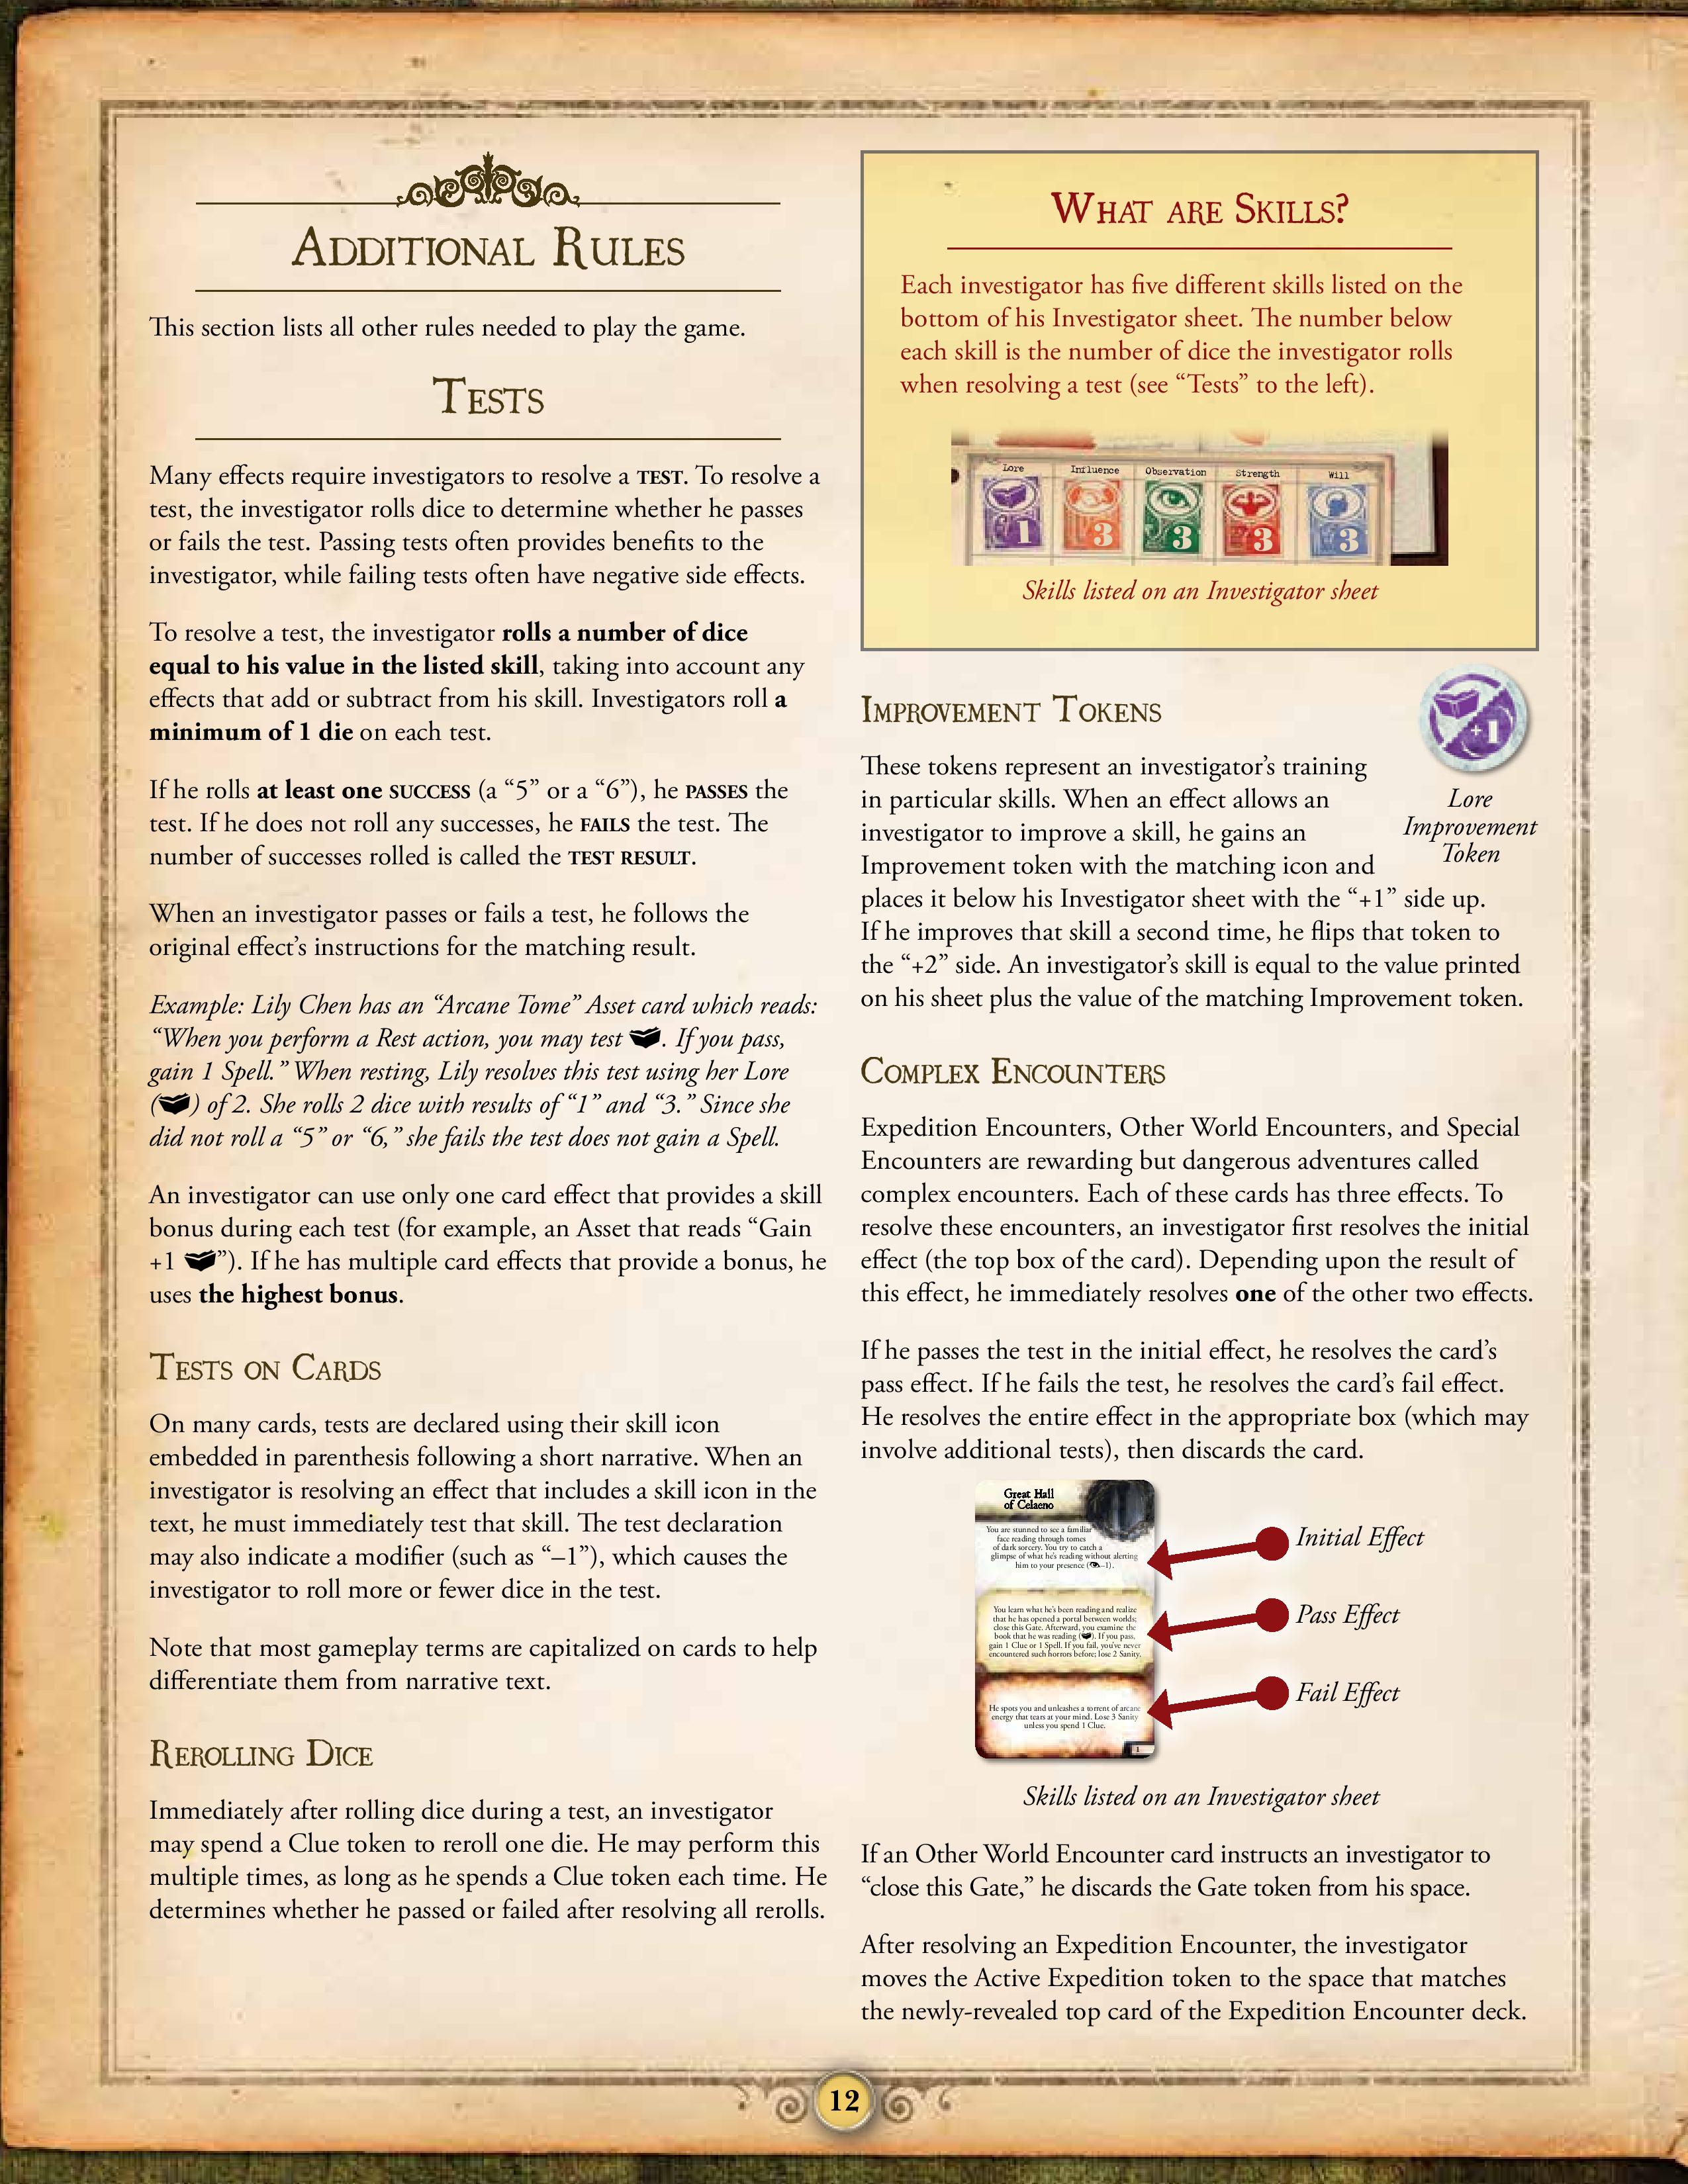 Additional Rules
This section lists all other rules needed to play the game.
Tests
Many effects require investigators to resolve a test. To resolve a
test, the investigator rolls dice to determine whether he passes
or fails the test. Passing tests often provides benefits to the
investigator, while failing tests often have negative side effects.
To resolve a test, the investigator rolls a number of dice
equal to his value in the listed skill, taking into account any
effects that add or subtract from his skill. Investigators roll a
minimum of 1 die on each test.
If he rolls at least one success (a “5” or a “6”), he passes the
test. If he does not roll any successes, he fails the test. The
number of successes rolled is called the test result.
When an investigator passes or fails a test, he follows the
original effect’s instructions for the matching result.
Example: Lily Chen has an “Arcane Tome” Asset card which reads:
“When you perform a Rest action, you may test . If you pass,
gain 1 Spell.” When resting, Lily resolves this test using her Lore
() of 2. She rolls 2 dice with results of “1” and “3.” Since she
did not roll a “5” or “6,” she fails the test does not gain a Spell.
An investigator can use only one card effect that provides a skill
bonus during each test (for example, an Asset that reads “Gain
+1 ”). If he has multiple card effects that provide a bonus, he
uses the highest bonus.
Tests on Cards
On many cards, tests are declared using their skill icon
embedded in parenthesis following a short narrative. When an
investigator is resolving an effect that includes a skill icon in the
text, he must immediately test that skill. The test declaration
may also indicate a modifier (such as “–1”), which causes the
investigator to roll more or fewer dice in the test.
Note that most gameplay terms are capitalized on cards to help
differentiate them from narrative text.
Rerolling Dice
Immediately after rolling dice during a test, an investigator
may spend a Clue token to reroll one die. He may perform this
multiple times, as long as he spends a Clue token each time. He
determines whether he passed or failed after resolving all rerolls.
What are Skills?
Each investigator has five different skills listed on the
bottom of his Investigator sheet. The number below
each skill is the number of dice the investigator rolls
when resolving a test (see “Tests” to the left).
Lore Influence Observation Strength Will
1 3 3 3 3
Skills listed on an Investigator sheet
Improvement Tokens
These tokens represent an investigator’s training
in particular skills. When an effect allows an
investigator to improve a skill, he gains an
Improvement token with the matching icon and
places it below his Investigator sheet with the “+1” side up.
If he improves that skill a second time, he flips that token to
the “+2” side. An investigator’s skill is equal to the value printed
on his sheet plus the value of the matching Improvement token.
+1
Lore
Improvement
Token
Complex Encounters
Expedition Encounters, Other World Encounters, and Special
Encounters are rewarding but dangerous adventures called
complex encounters. Each of these cards has three effects. To
resolve these encounters, an investigator first resolves the initial
effect (the top box of the card). Depending upon the result of
this effect, he immediately resolves one of the other two effects.
If he passes the test in the initial effect, he resolves the card’s
pass effect. If he fails the test, he resolves the card’s fail effect.
He resolves the entire effect in the appropriate box (which may
involve additional tests), then discards the card.
Great Hall
of Celaeno
You are stunned to see a familiar
face reading through tomes
of dark sorcery. You try to catch a
glimpse of what he’s reading without alerting
him to your presence (–1).
You learn what he’s been reading and realize
that he has opened a portal between worlds;
close this Gate. Afterward, you examine the
book that he was reading (). If you pass,
gain 1 Clue or 1 Spell. If you fail, you’ve never
encountered such horrors before; lose 2 Sanity.
He spots you and unleashes a torrent of arcane
energy that tears at your mind. Lose 3 Sanity
unless you spend 1 Clue.
1
Initial Effect
Pass Effect
Fail Effect
Skills listed on an Investigator sheet
If an Other World Encounter card instructs an investigator to
“close this Gate,” he discards the Gate token from his space.
After resolving an Expedition Encounter, the investigator
moves the Active Expedition token to the space that matches
the newly-revealed top card of the Expedition Encounter deck.
12